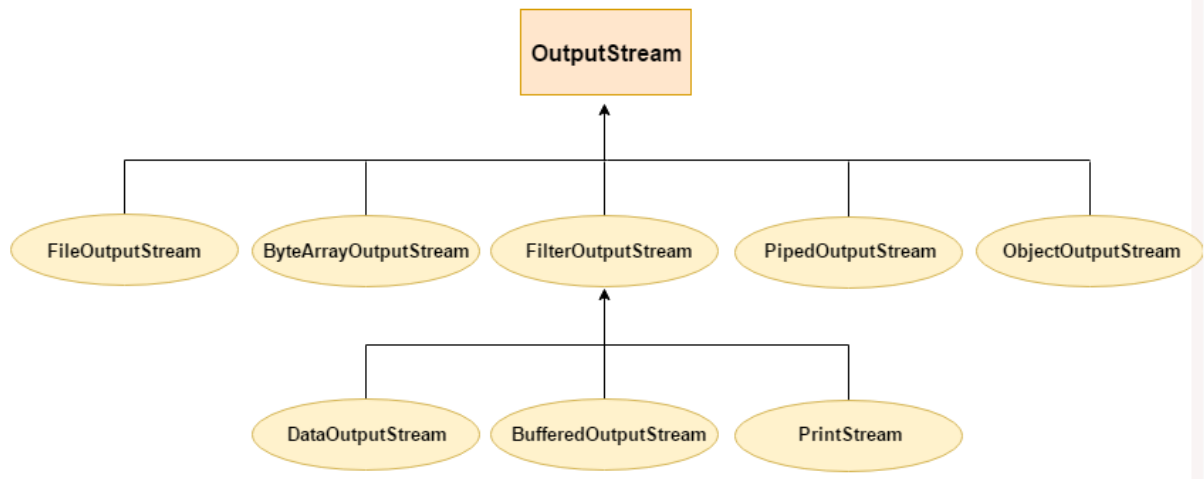 OutputStream
FileOutputStream
ByteArrayOutputStream
FilterOutputStream
PipedOutputStream
ObjectOutputStream
DataOutputStream
BufferedOutputStream
PrintStream